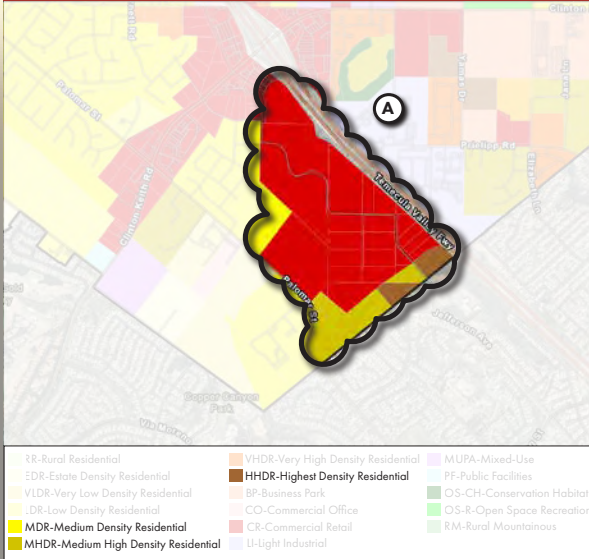 Clinton
Palomar St
A
Prielipp Rd
Elizabeth Ln
Clinton Keith Rd
Temecula Valley Fwy
Palomar St
Jefferson Ave
Copper Canyon
Park
RR-Rural Residential
EDR-Estate Density Residential
VLDR-Very Low Density Residential
LDR-Low Density Residential
MDR-Medium Density Residential
MHDR-Medium High Density Residential
VHDR-Very High Density Residential
HHDR-Highest Density Residential
BP-Business Park
CO-Commercial Office
CR-Commercial Retail
LI-Light Industrial
MUPA-Mixed-Use
PF-Public Facilities
OS-CH-Conservation Habitat
OS-R-Open Space Recreation
RM-Rural Mountainous